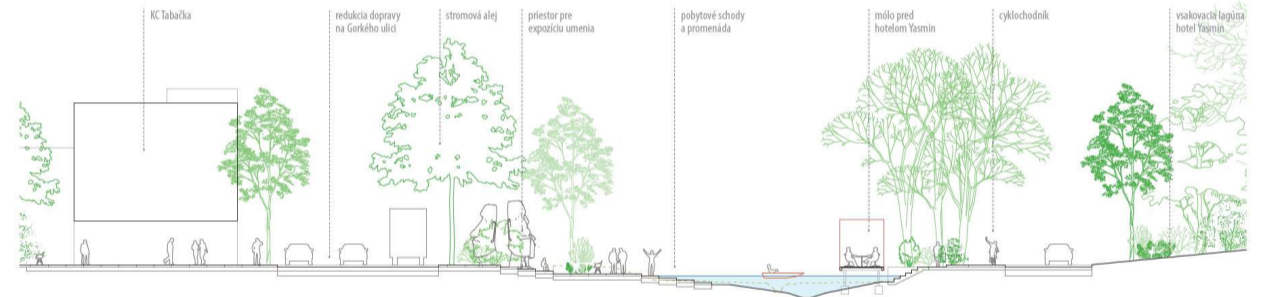 KC Tabačka
redukcia dopravy
na Gorkého ulici
stromová alej
priestor pre
expozíciu umenia
pobytové schody
a promenáda
mólo pred
hotelom Yasmin
cyklochodník
vsakovacia lagúna
hotel Yasmin